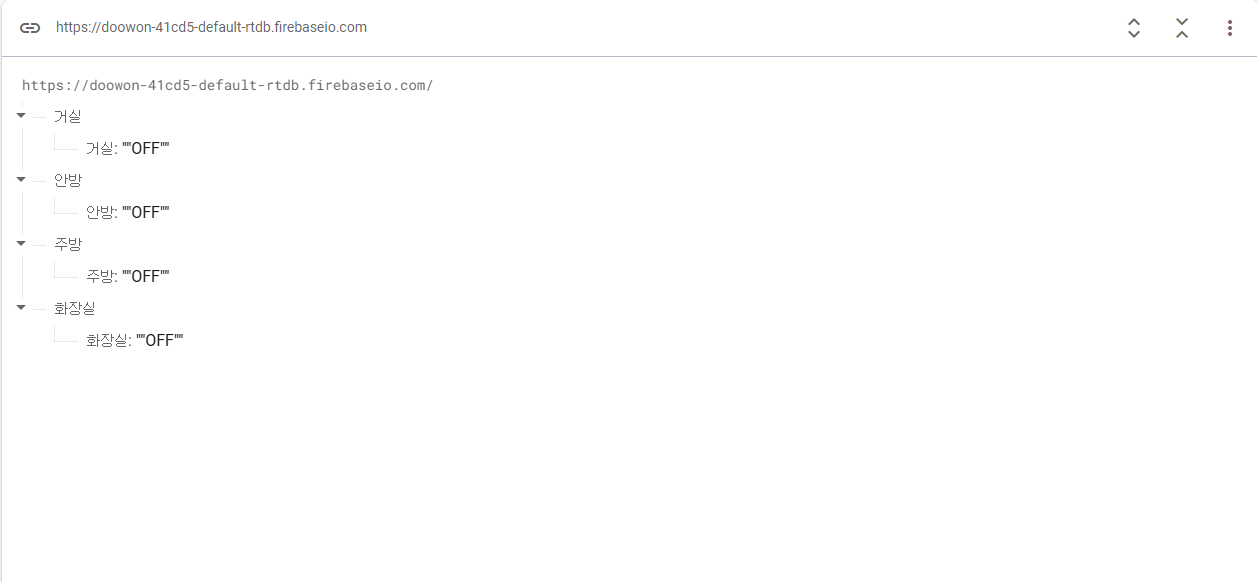 https://doowon-41cd5-default-rtdb.firebaseio.com
https://doowon-41cd5-default-rtdb.firebaseio.com/
거실
거실: ""OFF""
안방
안방: ""OFF""
주방
주방: ""OFF""
화장실
화장실: ""OFF""